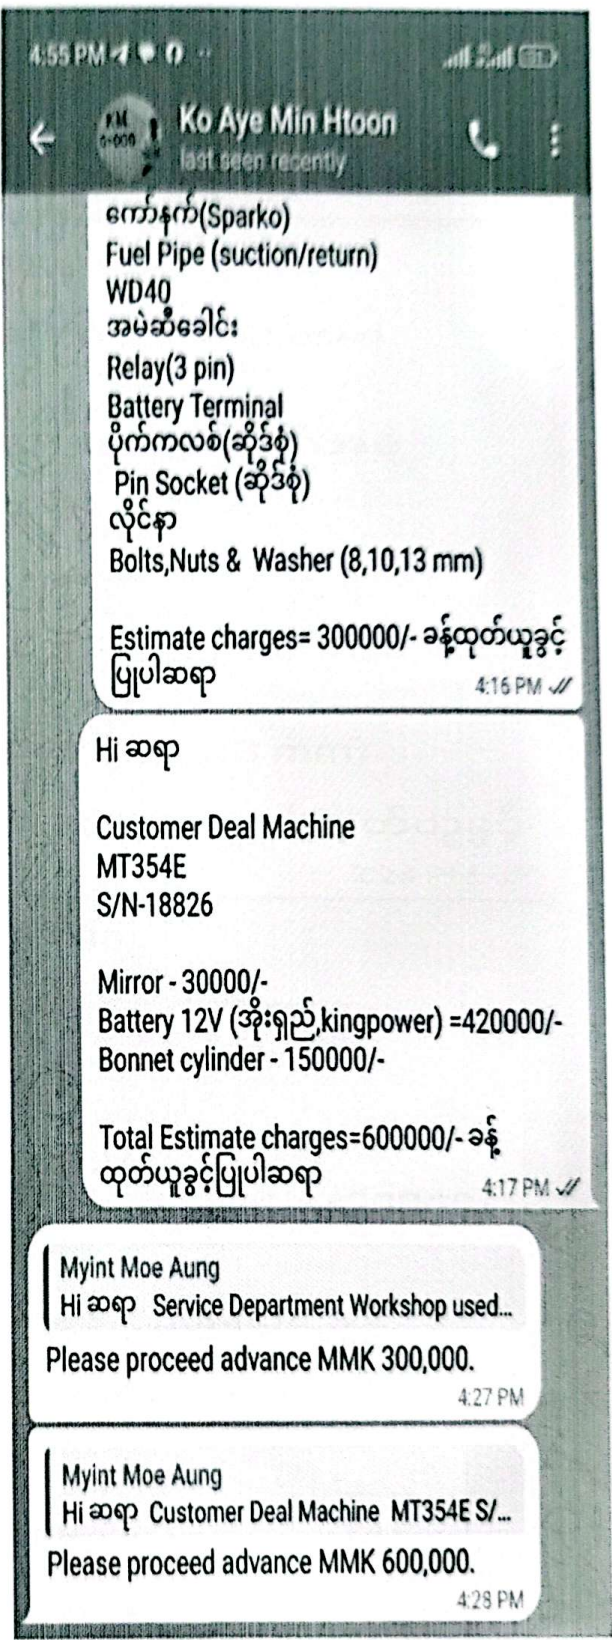 4:55 PM
Ko Aye Min Htoon
last seen recently
ကော်နက်(Sparko)
Fuel Pipe (suction/return)
WD40
အမဲဆီခေါင်း
Relay(3 pin)
Battery Terminal
ပိုက်ကလစ်(ဆိုဒ်စုံ)
Pin Socket (ဆိုဒ်စုံ)
လိုင်နာ
Bolts,Nuts & Washer (8,10,13 mm)
Estimate charges= 300000/- ခန့်ထုတ်ယူခွင့်
ပြုပါဆရာ
4:16 PM
Hi ဆရာ
Customer Deal Machine
MT354E
S/N-18826
Mirror - 30000/-
Battery 12V (အိုးရှည်,kingpower) =420000/-
Bonnet cylinder - 150000/-
Total Estimate charges=600000/- ခန့်
ထုတ်ယူခွင့်ပြုပါဆရာ
4:17 PM
Myint Moe Aung
Hi ဆရာ Service Department Workshop used...
Please proceed advance MMK 300,000.
4:27 PM
Myint Moe Aung
Hi ဆရာ Customer Deal Machine MT354E S/...
Please proceed advance MMK 600,000.
4:28 PM